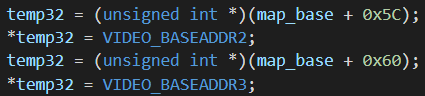 temp32 = (unsigned int *)(map_base + 0x5C);
*temp32 = VIDEO_BASEADDR2;
temp32 = (unsigned int *)(map_base + 0x60);
*temp32 = VIDEO_BASEADDR3;